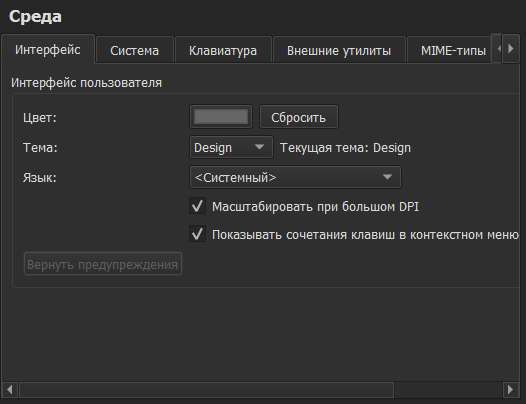 Среда
Интерфейс Система Клавиатура Внешние утилиты MIME-типы
Интерфейс пользователя
Цвет: Сбросить
Тема: Design Текущая тема: Design
Язык: <Системный>
Масштабировать при большом DPI
Показывать сочетания клавиш в контекстном меню
Вернуть предупреждения